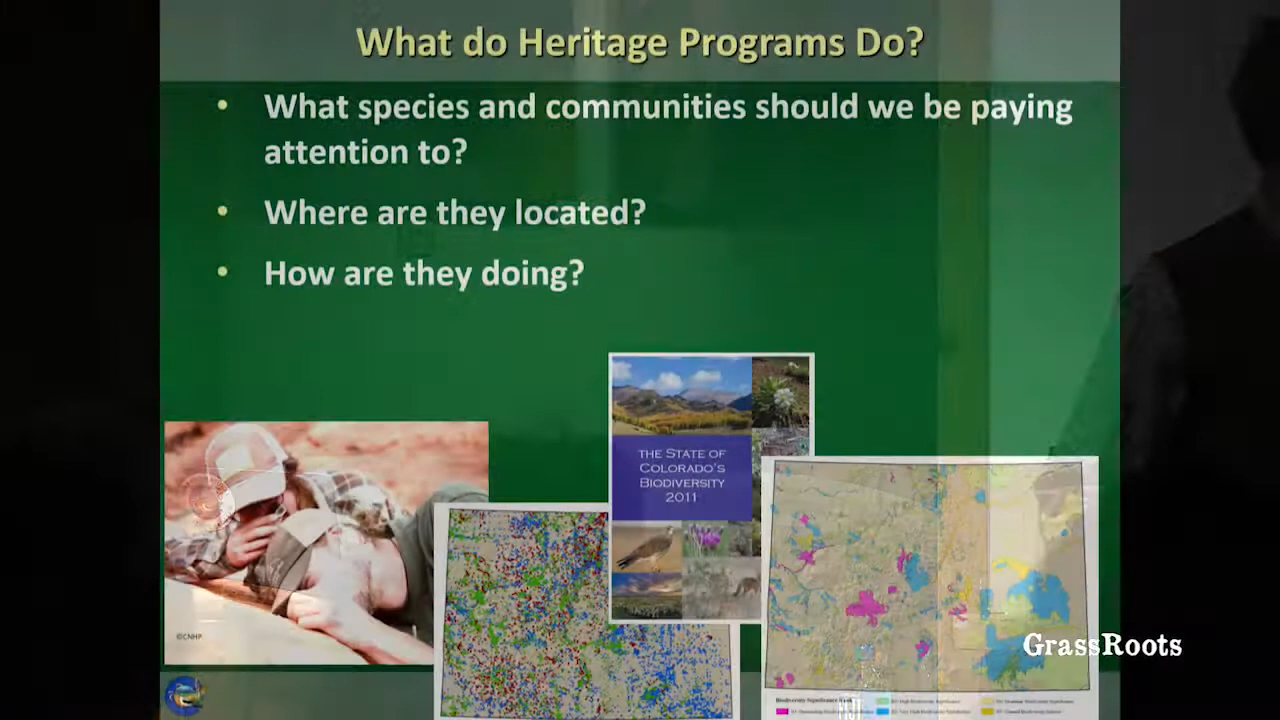 What do Heritage Programs Do?
• What species and communities should we be paying
attention to?
• Where are they located?
• How are they doing?
THE STATE OF
COLORADO'S
BIODIVERSITY
2011
©CNHP
GrassRoots